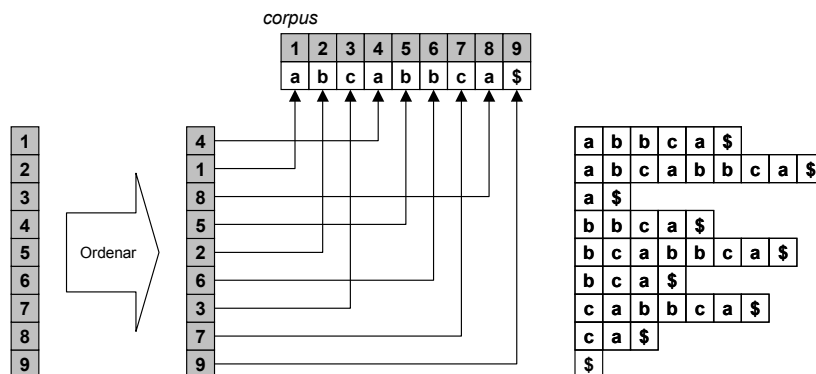 corpus
1 2 3 4 5 6 7 8 9
a b c a b b c a $
1 4 a b b c a $
2 1 a b c a b b c a $
3 8 a $
4 5 b b c a $
5 Ordenar 2 b c a b b c a $
6 6 b c a $
7 3 c a b b c a $
8 7 c a $
9 9 $